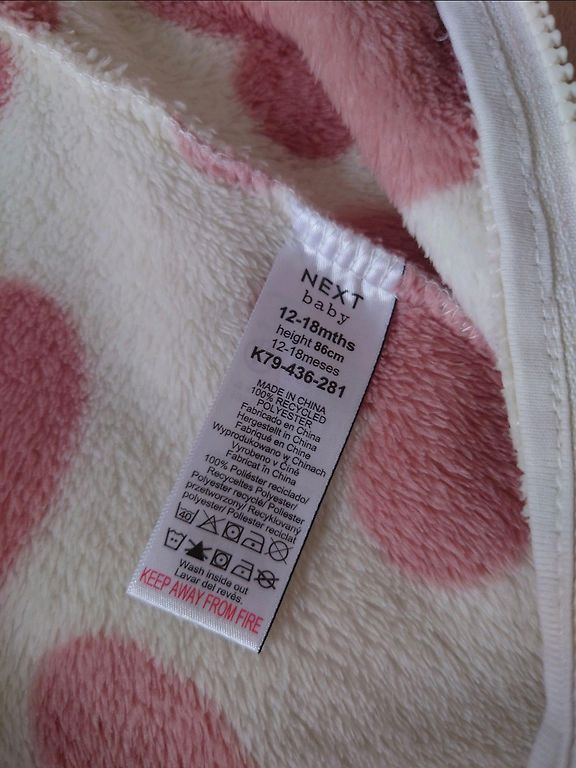 NEXT
baby
12-18mths
height 86cm
12-18meses
K79-436-281
MADE IN CHINA
100% RECYCLED
POLYESTER
Fabricado en China
Hergestellt in China
Fabriqué en Chine
Wyprodukowano w Chinach
Vyrobeno v Číně
Fabricat în China
100% Poliéster reciclado/
Recyceltes Polyester/
Polyester recyclé/ Poliester
przetworzony/ Recyklovaný
polyester/ Poliester reciclat
40
Wash inside out
Lavar del revés.
KEEP AWAY FROM FIRE